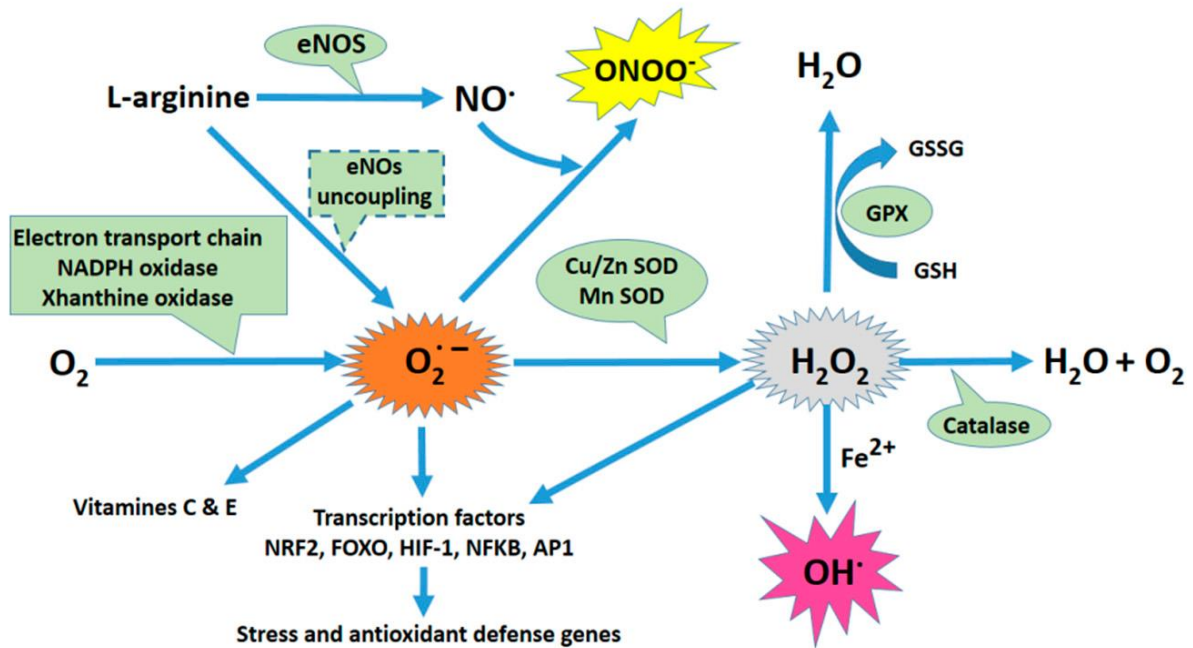 eNOS
ONOO⁻
H₂O
L-arginine
NO·
GSSG
eNOs
uncoupling
GPX
Electron transport chain
NADPH oxidase
Xhanthine oxidase
Cu/Zn SOD
Mn SOD
GSH
O₂
O₂·⁻
H₂O₂
H₂O + O₂
Catalase
Fe²⁺
Vitamines C & E
Transcription factors
NRF2, FOXO, HIF-1, NFKB, AP1
OH·
Stress and antioxidant defense genes